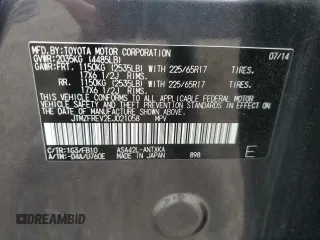 MFD. BY: TOYOTA MOTOR CORPORATION 07/14
GVWR: 2035KG (4485LB)
GAWR: FRT. 1150KG (2535LB) WITH 225/65R17 TIRES.
17X6 1/2J RIMS.
RR. 1150KG (2535LB) WITH 225/65R17 TIRES.
17X6 1/2J RIMS.
THIS VEHICLE CONFORMS TO ALL APPLICABLE FEDERAL
MOTOR VEHICLE SAFETY, BUMPER, AND THEFT PREVENTION
STANDARDS IN EFFECT ON THE
DATE OF MANUFACTURE SHOWN ABOVE.
JTMZFREV2EJ021058 MPV
C/TR:1G3/FB10 ASA42L-ANTXKA
A/TM:-04A/U760E MADE IN JAPAN 898 E